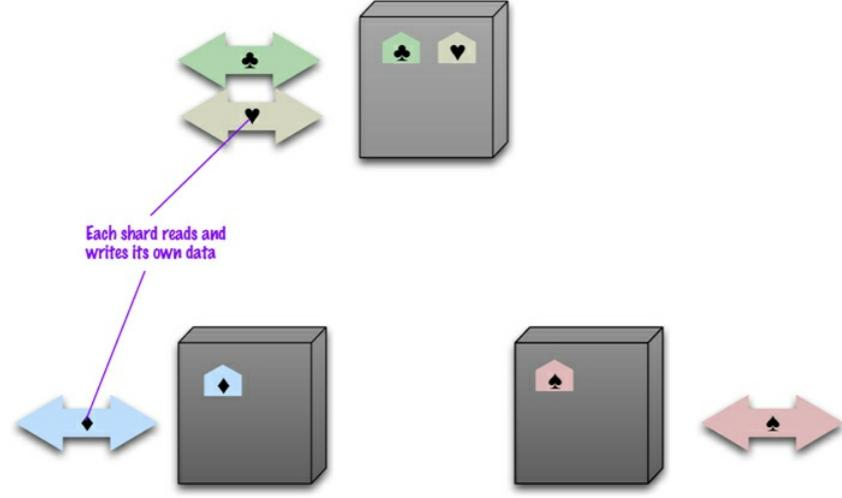 Each shard reads and
writes its own data